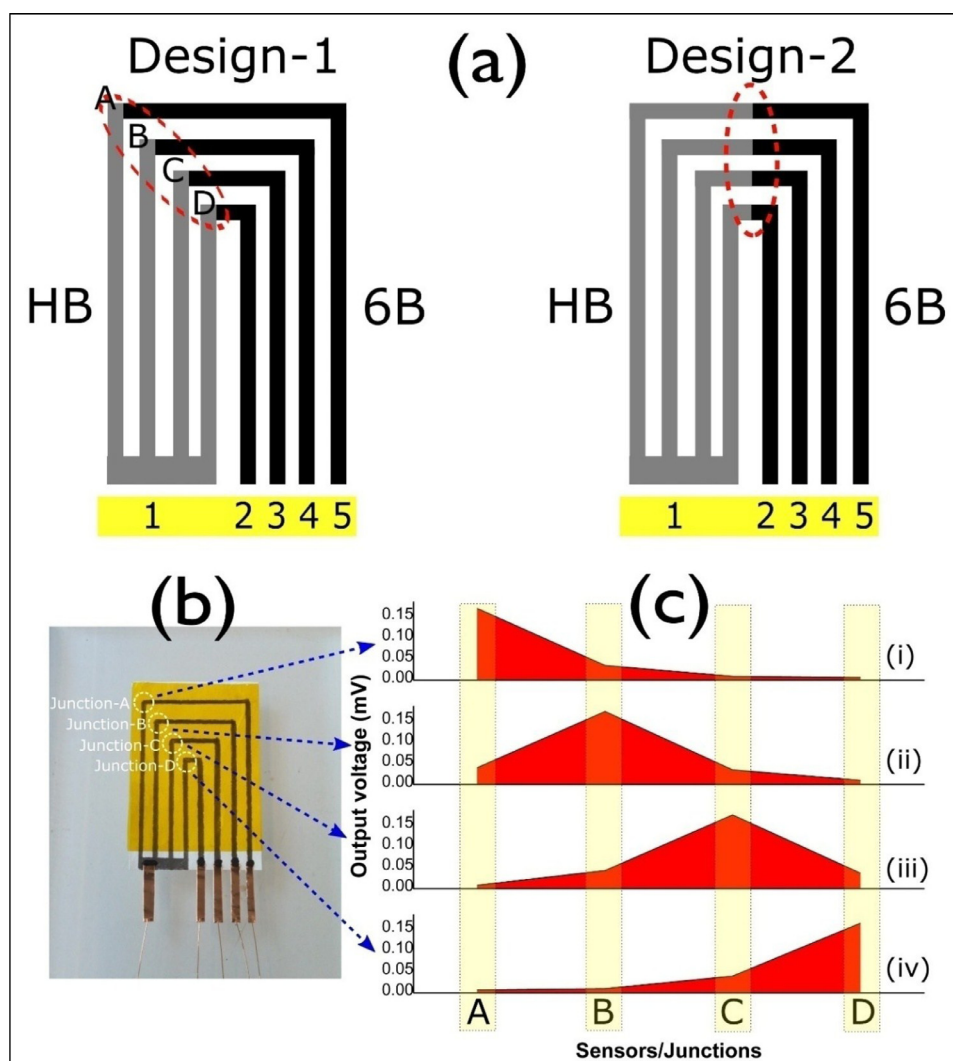 Design-1 (a) Design-2
A
B
C
D
HB 6B HB 6B
1 2 3 4 5 1 2 3 4 5
(b) (c)
Junction-A
Junction-B
Junction-C
Junction-D
Output voltage (mV)
0.15
0.10
0.05
0.00
(i)
0.15
0.10
0.05
0.00
(ii)
0.15
0.10
0.05
0.00
(iii)
0.15
0.10
0.05
0.00
(iv)
A B C D
Sensors/Junctions